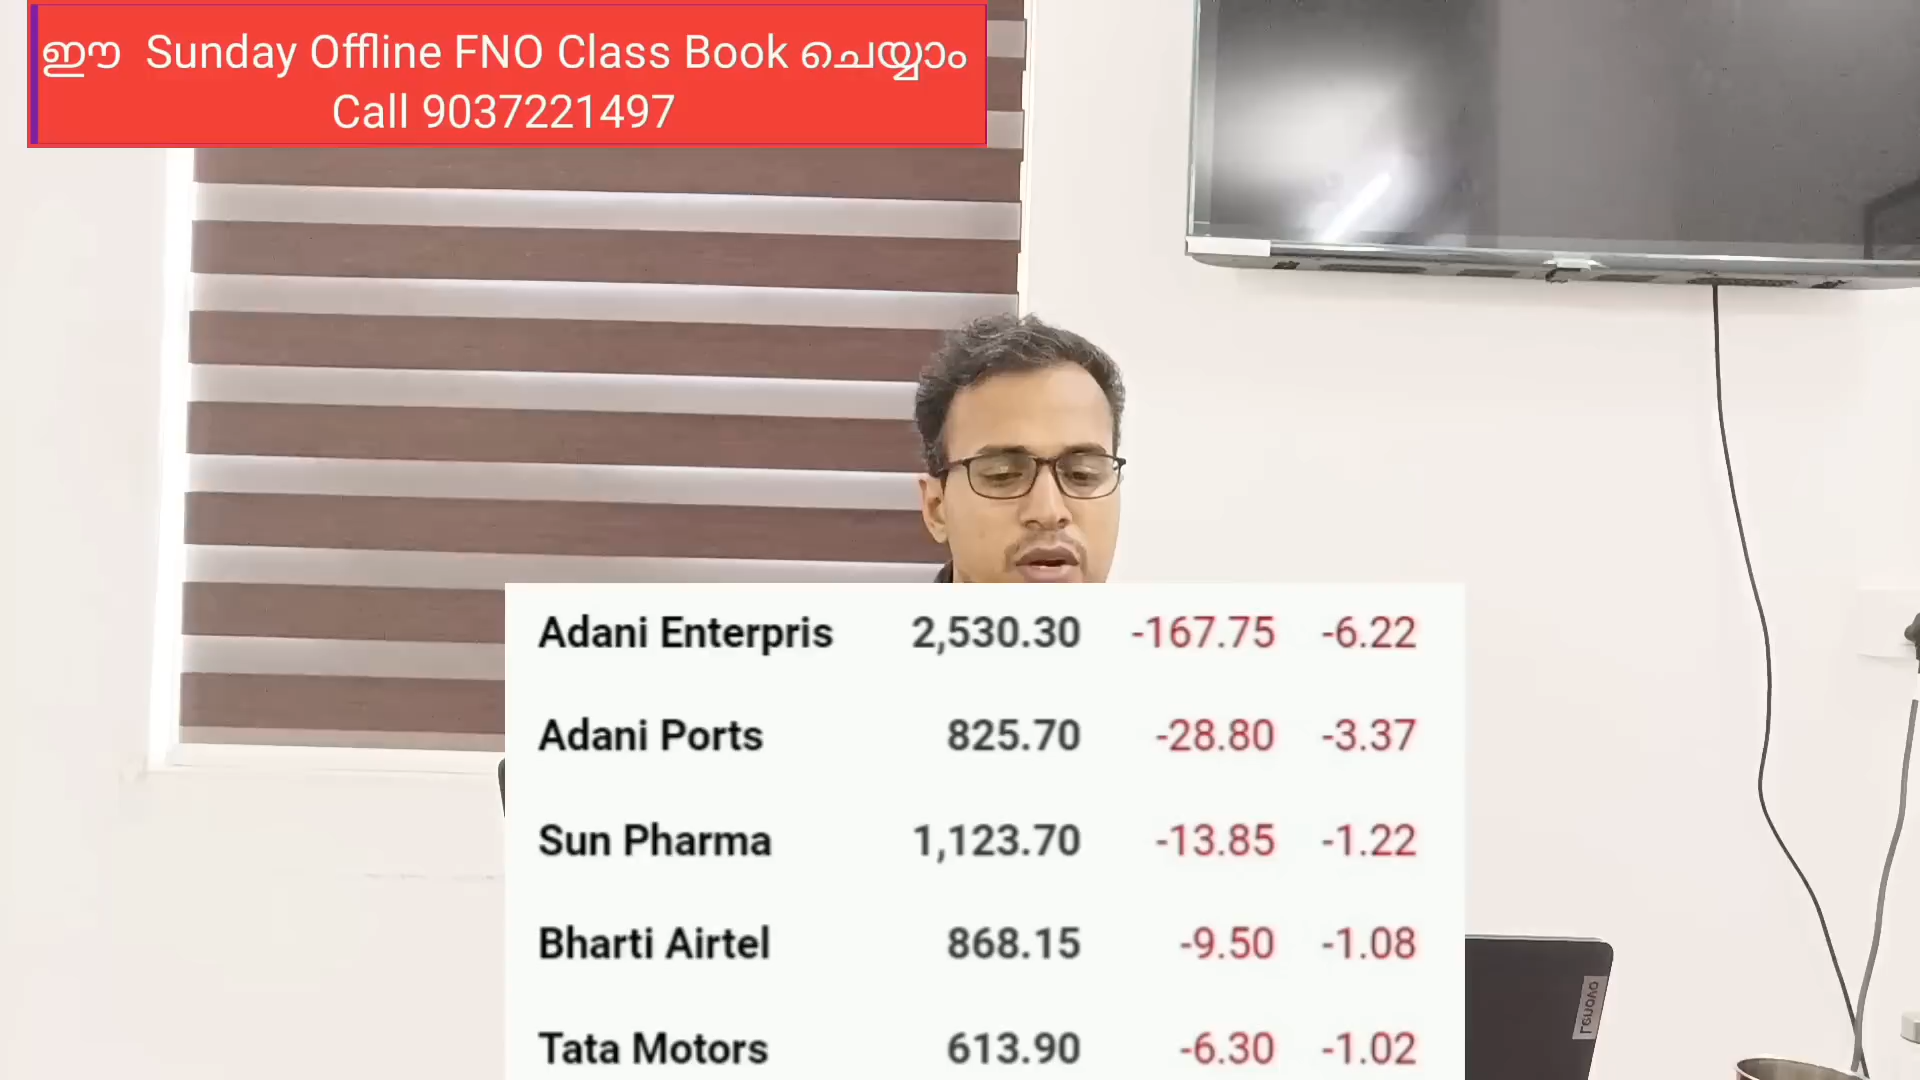 ഈ Sunday Offline FNO Class Book ചെയ്യാം
Call 9037221497
Adani Enterpris 2,530.30 -167.75 -6.22
Adani Ports 825.70 -28.80 -3.37
Sun Pharma 1,123.70 -13.85 -1.22
Bharti Airtel 868.15 -9.50 -1.08
Tata Motors 613.90 -6.30 -1.02
Lenovo